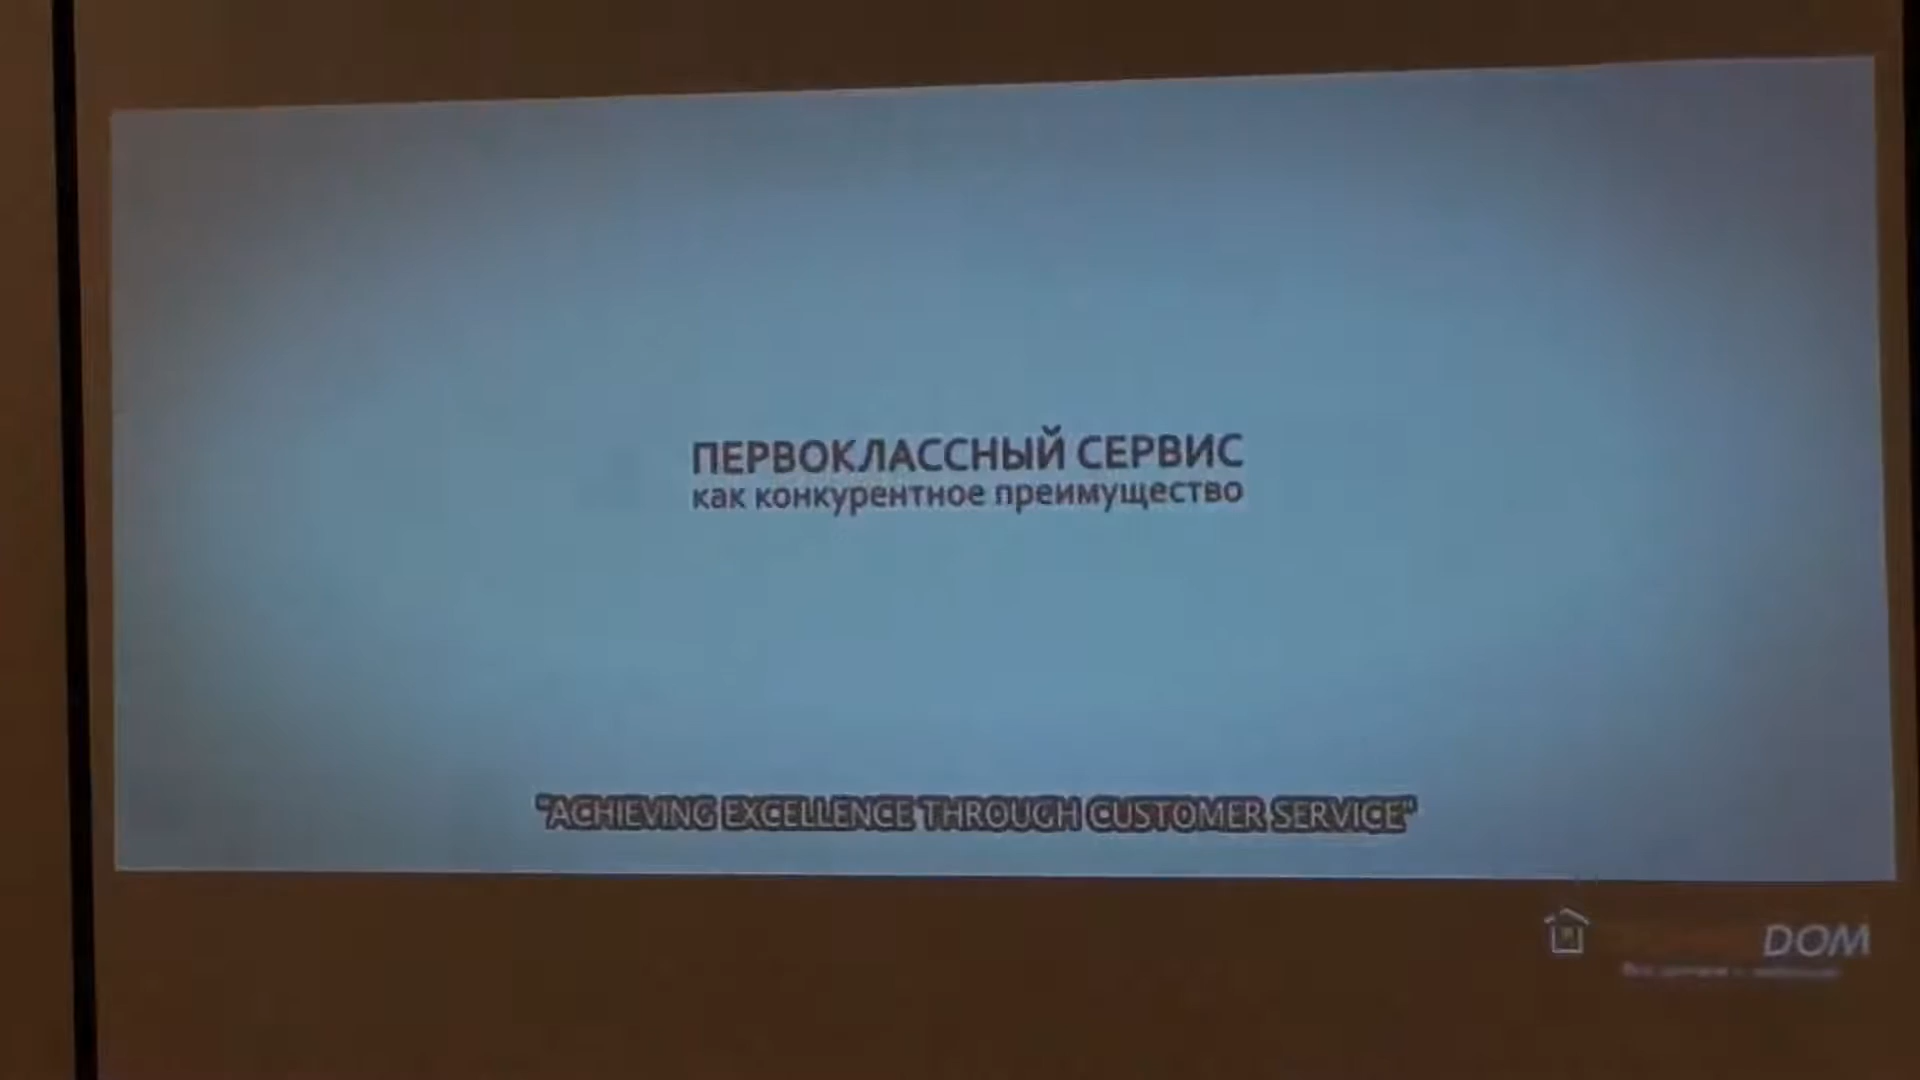 ПЕРВОКЛАССНЫЙ СЕРВИС
как конкурентное преимущество
"ACHIEVING EXCELLENCE THROUGH CUSTOMER SERVICE"
DOM